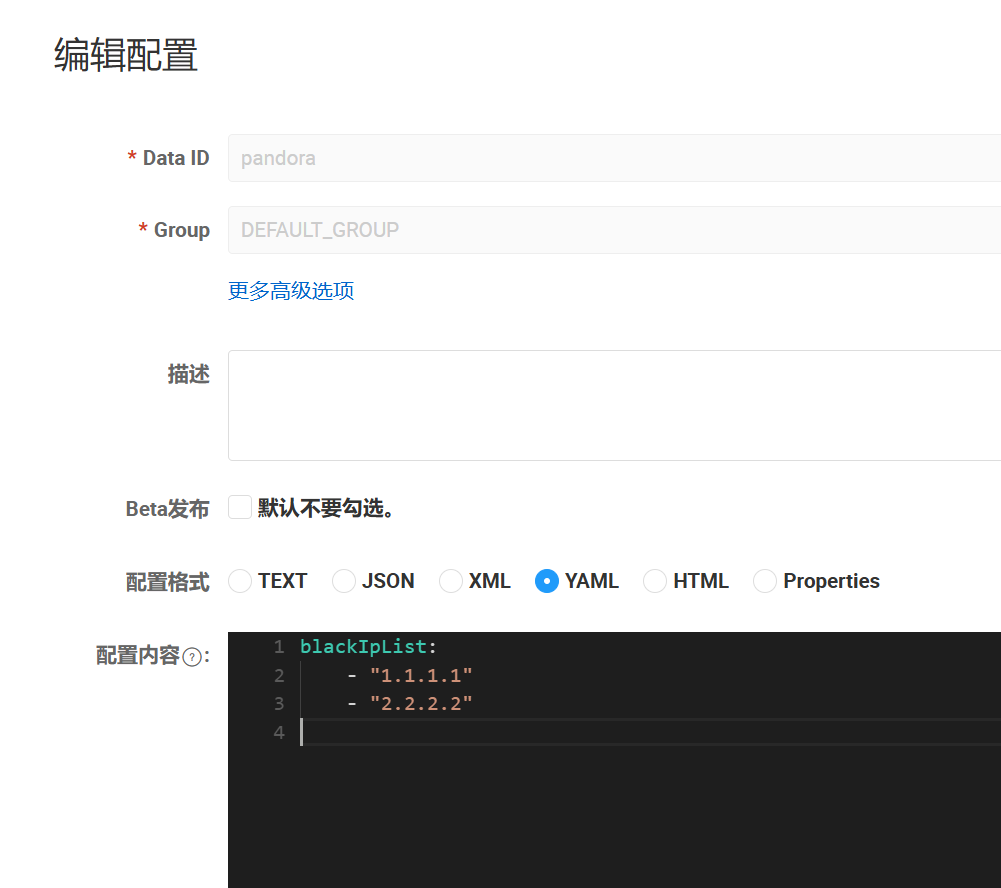 编辑配置
* Data ID pandora
* Group DEFAULT_GROUP
更多高级选项
描述
Beta发布 默认不要勾选。
配置格式 TEXT JSON XML YAML HTML Properties
配置内容?: 1 blackIpList:
2 - "1.1.1.1"
3 - "2.2.2.2"
4